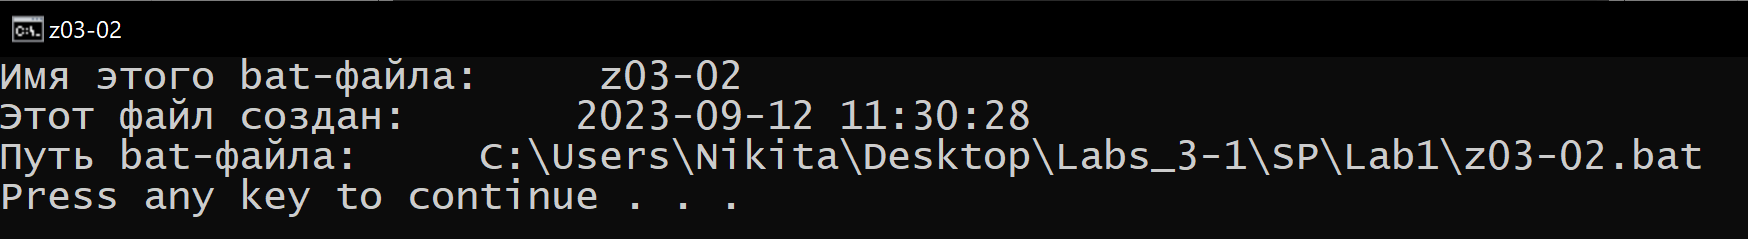 z03-02
Имя этого bat-файла: z03-02
Этот файл создан: 2023-09-12 11:30:28
Путь bat-файла: C:\Users\Nikita\Desktop\Labs_3-1\SP\Lab1\z03-02.bat
Press any key to continue . . .